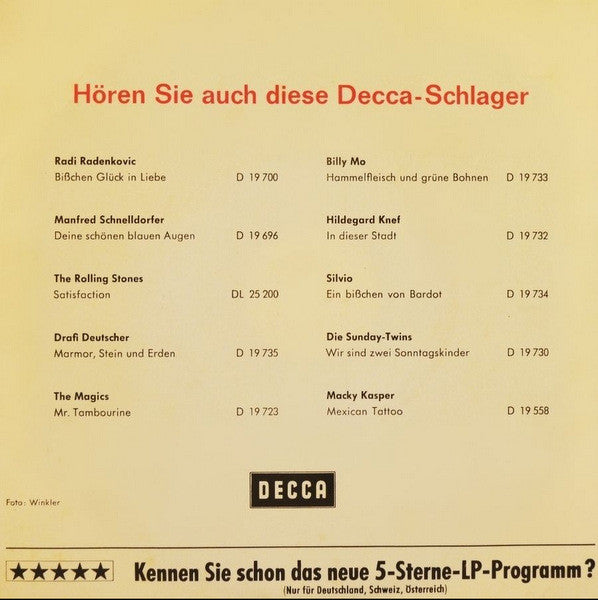 Hören Sie auch diese Decca-Schlager
Radi Radenkovic
Bißchen Glück in Liebe D 19 700
Manfred Schnelldorfer
Deine schönen blauen Augen D 19 696
The Rolling Stones
Satisfaction DL 25 200
Drafi Deutscher
Marmor, Stein und Erden D 19 735
The Magics
Mr. Tambourine D 19 723
Billy Mo
Hammelfleisch und grüne Bohnen D 19 733
Hildegard Knef
In dieser Stadt D 19 732
Silvio
Ein bißchen von Bardot D 19 734
Die Sunday-Twins
Wir sind zwei Sonntagskinder D 19 730
Macky Kasper
Mexican Tattoo D 19 558
DECCA
Foto: Winkler
★★★★★ Kennen Sie schon das neue 5-Sterne-LP-Programm?
(Nur für Deutschland, Schweiz, Österreich)